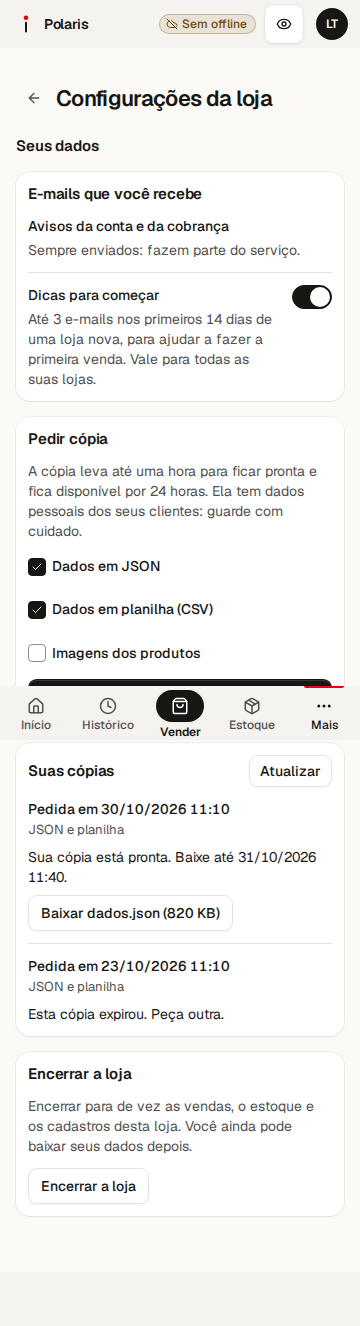 Polaris
Sem offline
LT
Configurações da loja
Seus dados
E-mails que você recebe
Avisos da conta e da cobrança
Sempre enviados: fazem parte do serviço.
Dicas para começar
Até 3 e-mails nos primeiros 14 dias de
uma loja nova, para ajudar a fazer a
primeira venda. Vale para todas as
suas lojas.
Pedir cópia
A cópia leva até uma hora para ficar pronta e
fica disponível por 24 horas. Ela tem dados
pessoais dos seus clientes: guarde com
cuidado.
Dados em JSON
Dados em planilha (CSV)
Imagens dos produtos
Início
Histórico
Vender
Estoque
Mais
Suas cópias
Atualizar
Pedida em 30/10/2026 11:10
JSON e planilha
Sua cópia está pronta. Baixe até 31/10/2026
11:40.
Baixar dados.json (820 KB)
Pedida em 23/10/2026 11:10
JSON e planilha
Esta cópia expirou. Peça outra.
Encerrar a loja
Encerrar para de vez as vendas, o estoque e
os cadastros desta loja. Você ainda pode
baixar seus dados depois.
Encerrar a loja